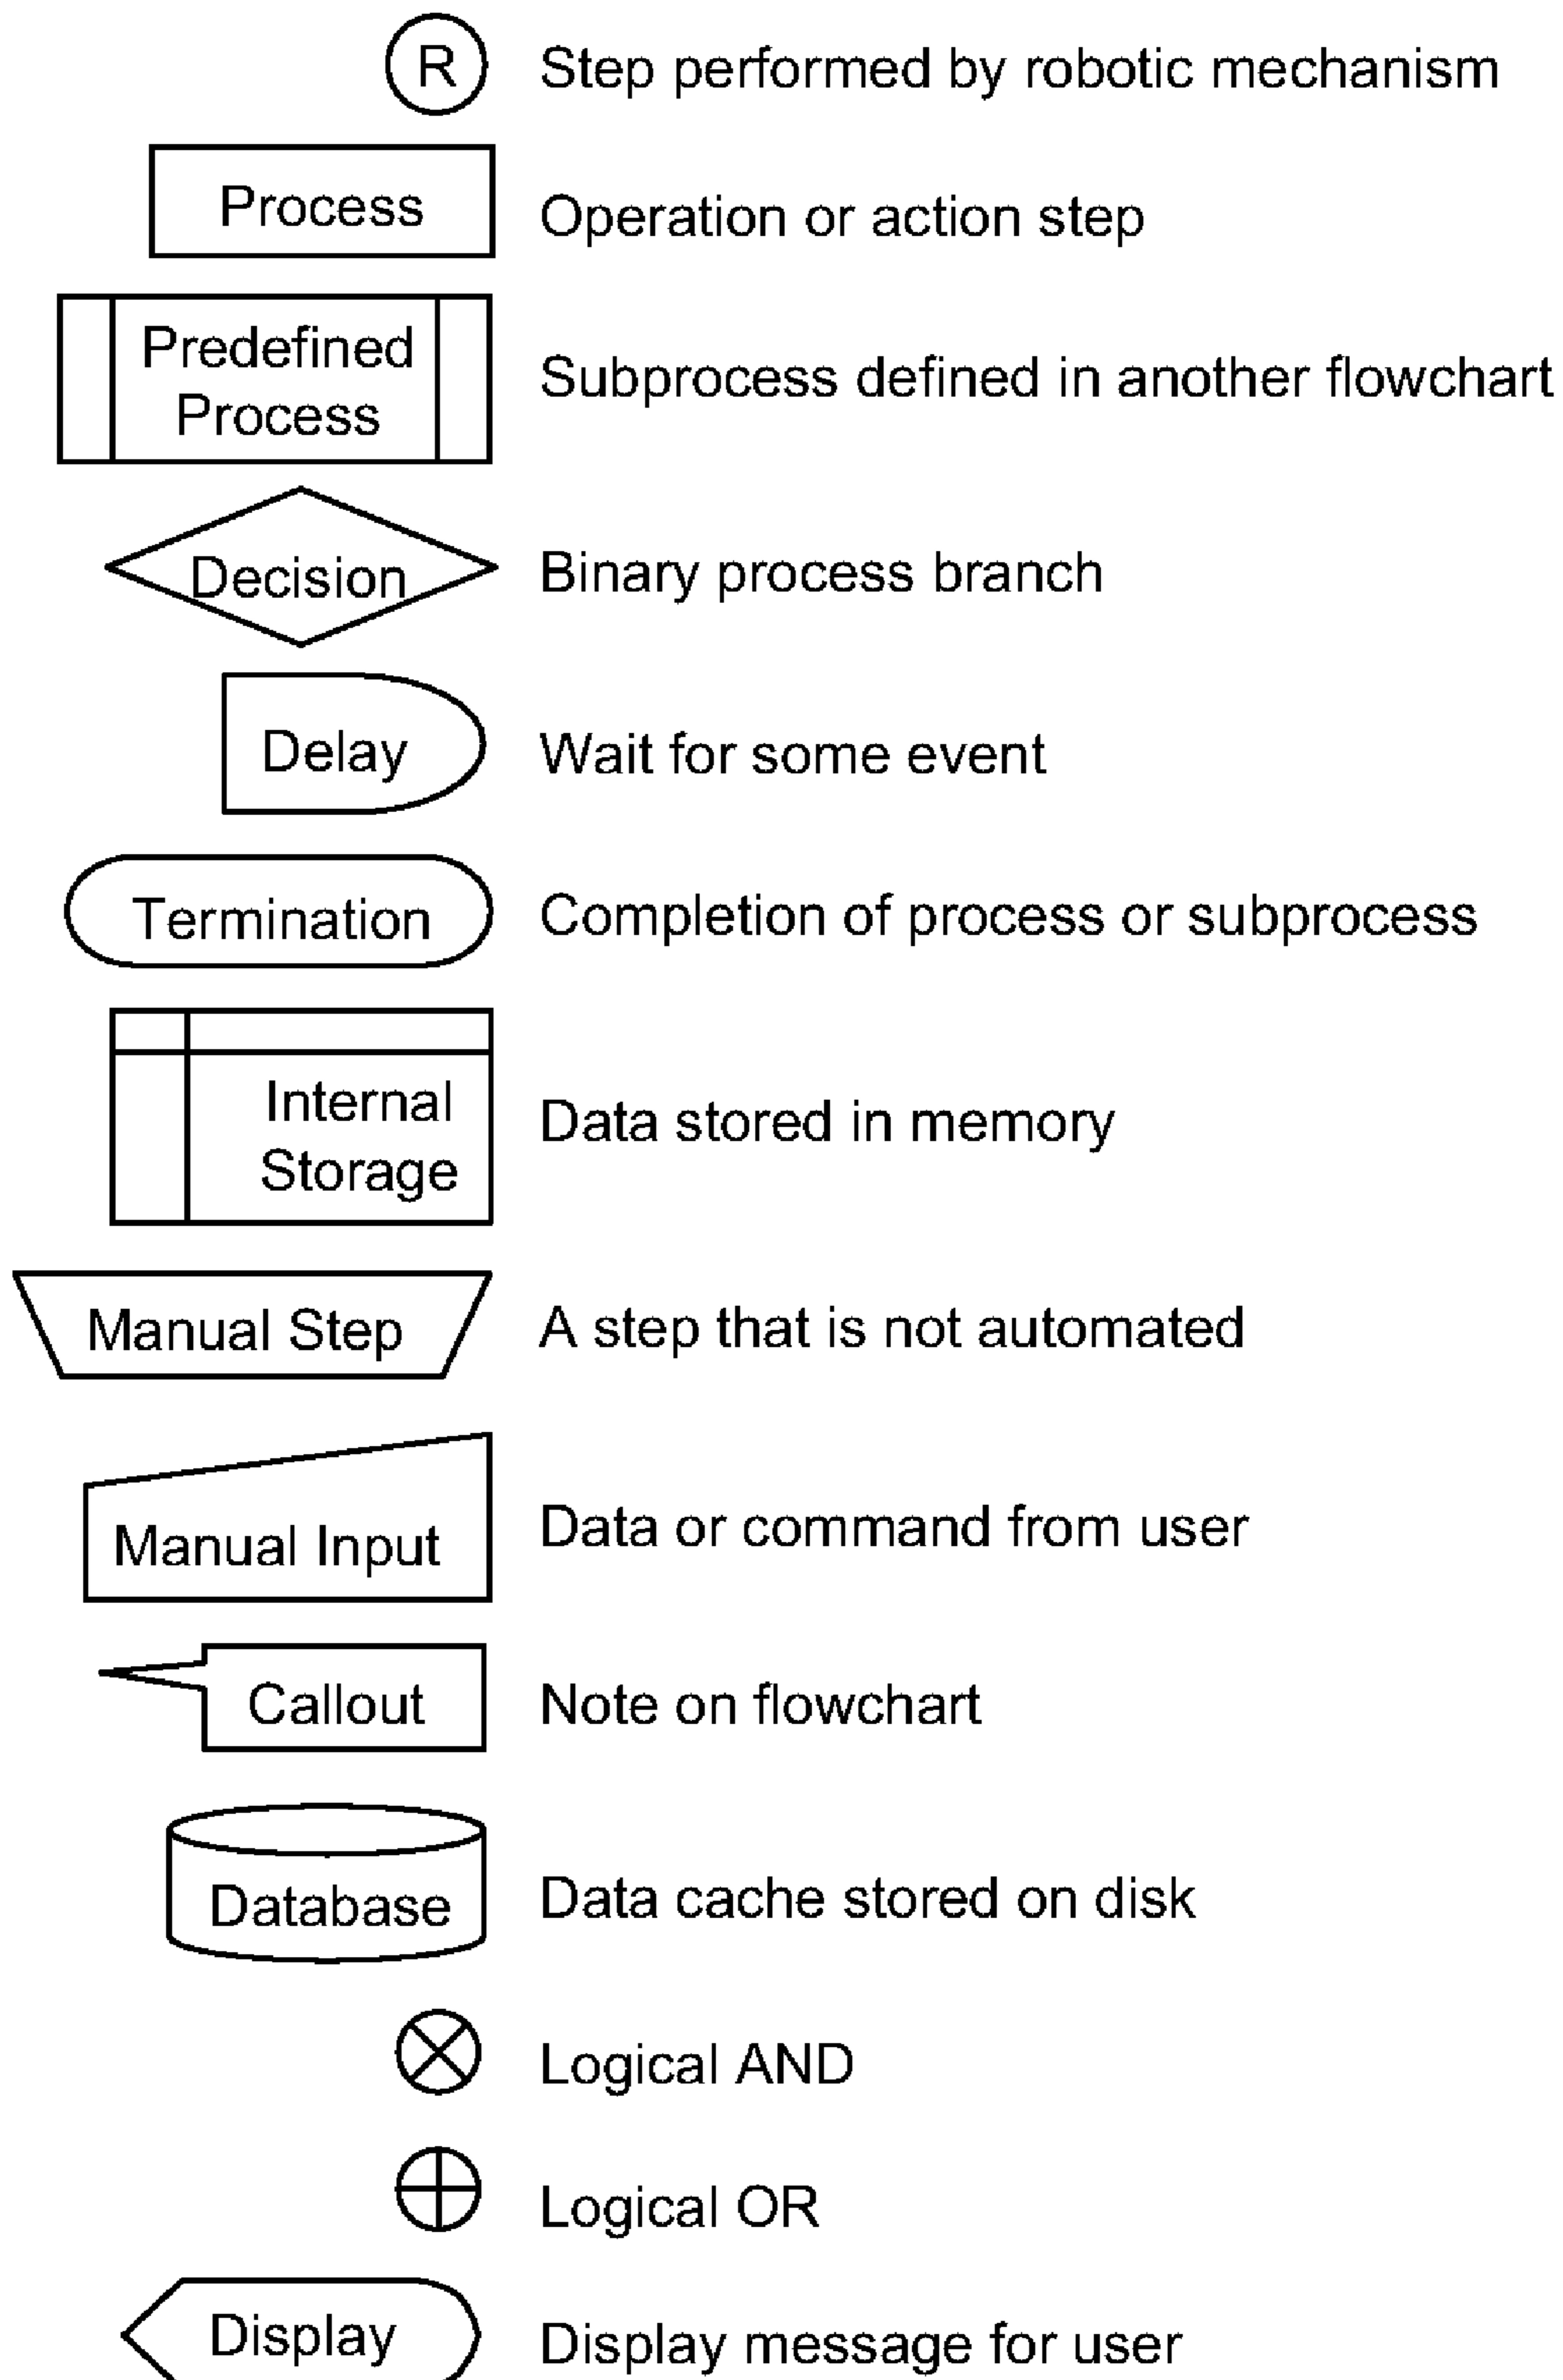 R Step performed by robotic mechanism
Process Operation or action step
Predefined
Process
Subprocess defined in another flowchart
Decision Binary process branch
Delay Wait for some event
Termination Completion of process or subprocess
Internal
Storage
Data stored in memory
Manual Step A step that is not automated
Manual Input Data or command from user
Callout Note on flowchart
Database Data cache stored on disk
Logical AND
Logical OR
Display Display message for user